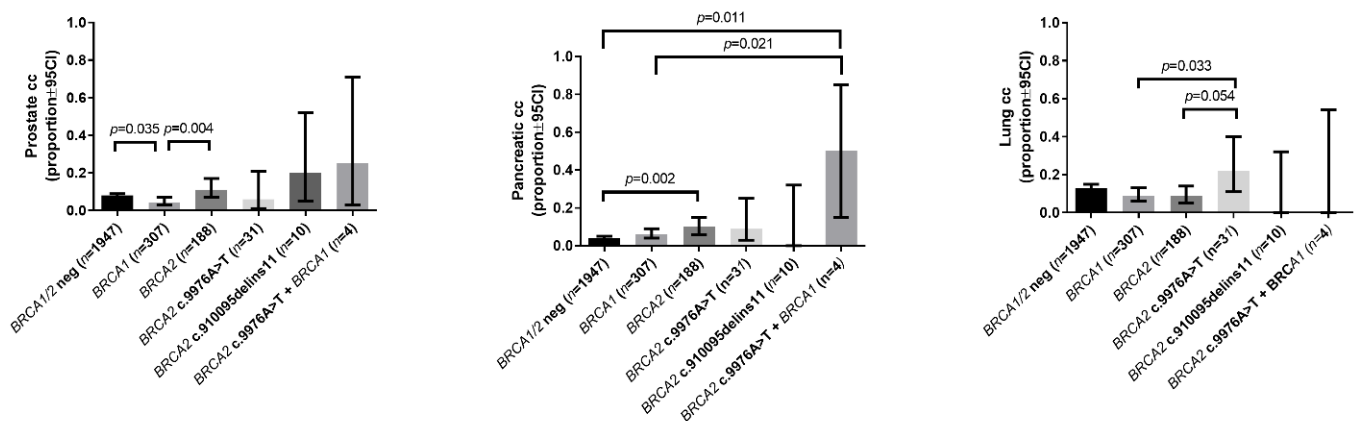 Prostate cc
(proportion±95CI)
1.0
0.8
0.6
0.4
0.2
0.0
p=0.035
p=0.004
BRCA1/2 neg (n=1947)
BRCA1 (n=307)
BRCA2 (n=188)
BRCA2 c.9976A>T (n=31)
BRCA2 c.910095delins11 (n=10)
BRCA2 c.9976A>T + BRCA1 (n=4)
Pancreatic cc
(proportion±95CI)
1.0
0.8
0.6
0.4
0.2
0.0
p=0.011
p=0.021
p=0.002
BRCA1/2 neg (n=1947)
BRCA1 (n=307)
BRCA2 (n=188)
BRCA2 c.9976A>T (n=31)
BRCA2 c.910095delins11 (n=10)
BRCA2 c.9976A>T + BRCA1 (n=4)
Lung cc
(proportion±95CI)
1.0
0.8
0.6
0.4
0.2
0.0
p=0.033
p=0.054
BRCA1/2 neg (n=1947)
BRCA1 (n=307)
BRCA2 (n=188)
BRCA2 c.9976A>T (n=31)
BRCA2 c.910095delins11 (n=10)
BRCA2 c.9976A>T + BRCA1 (n=4)